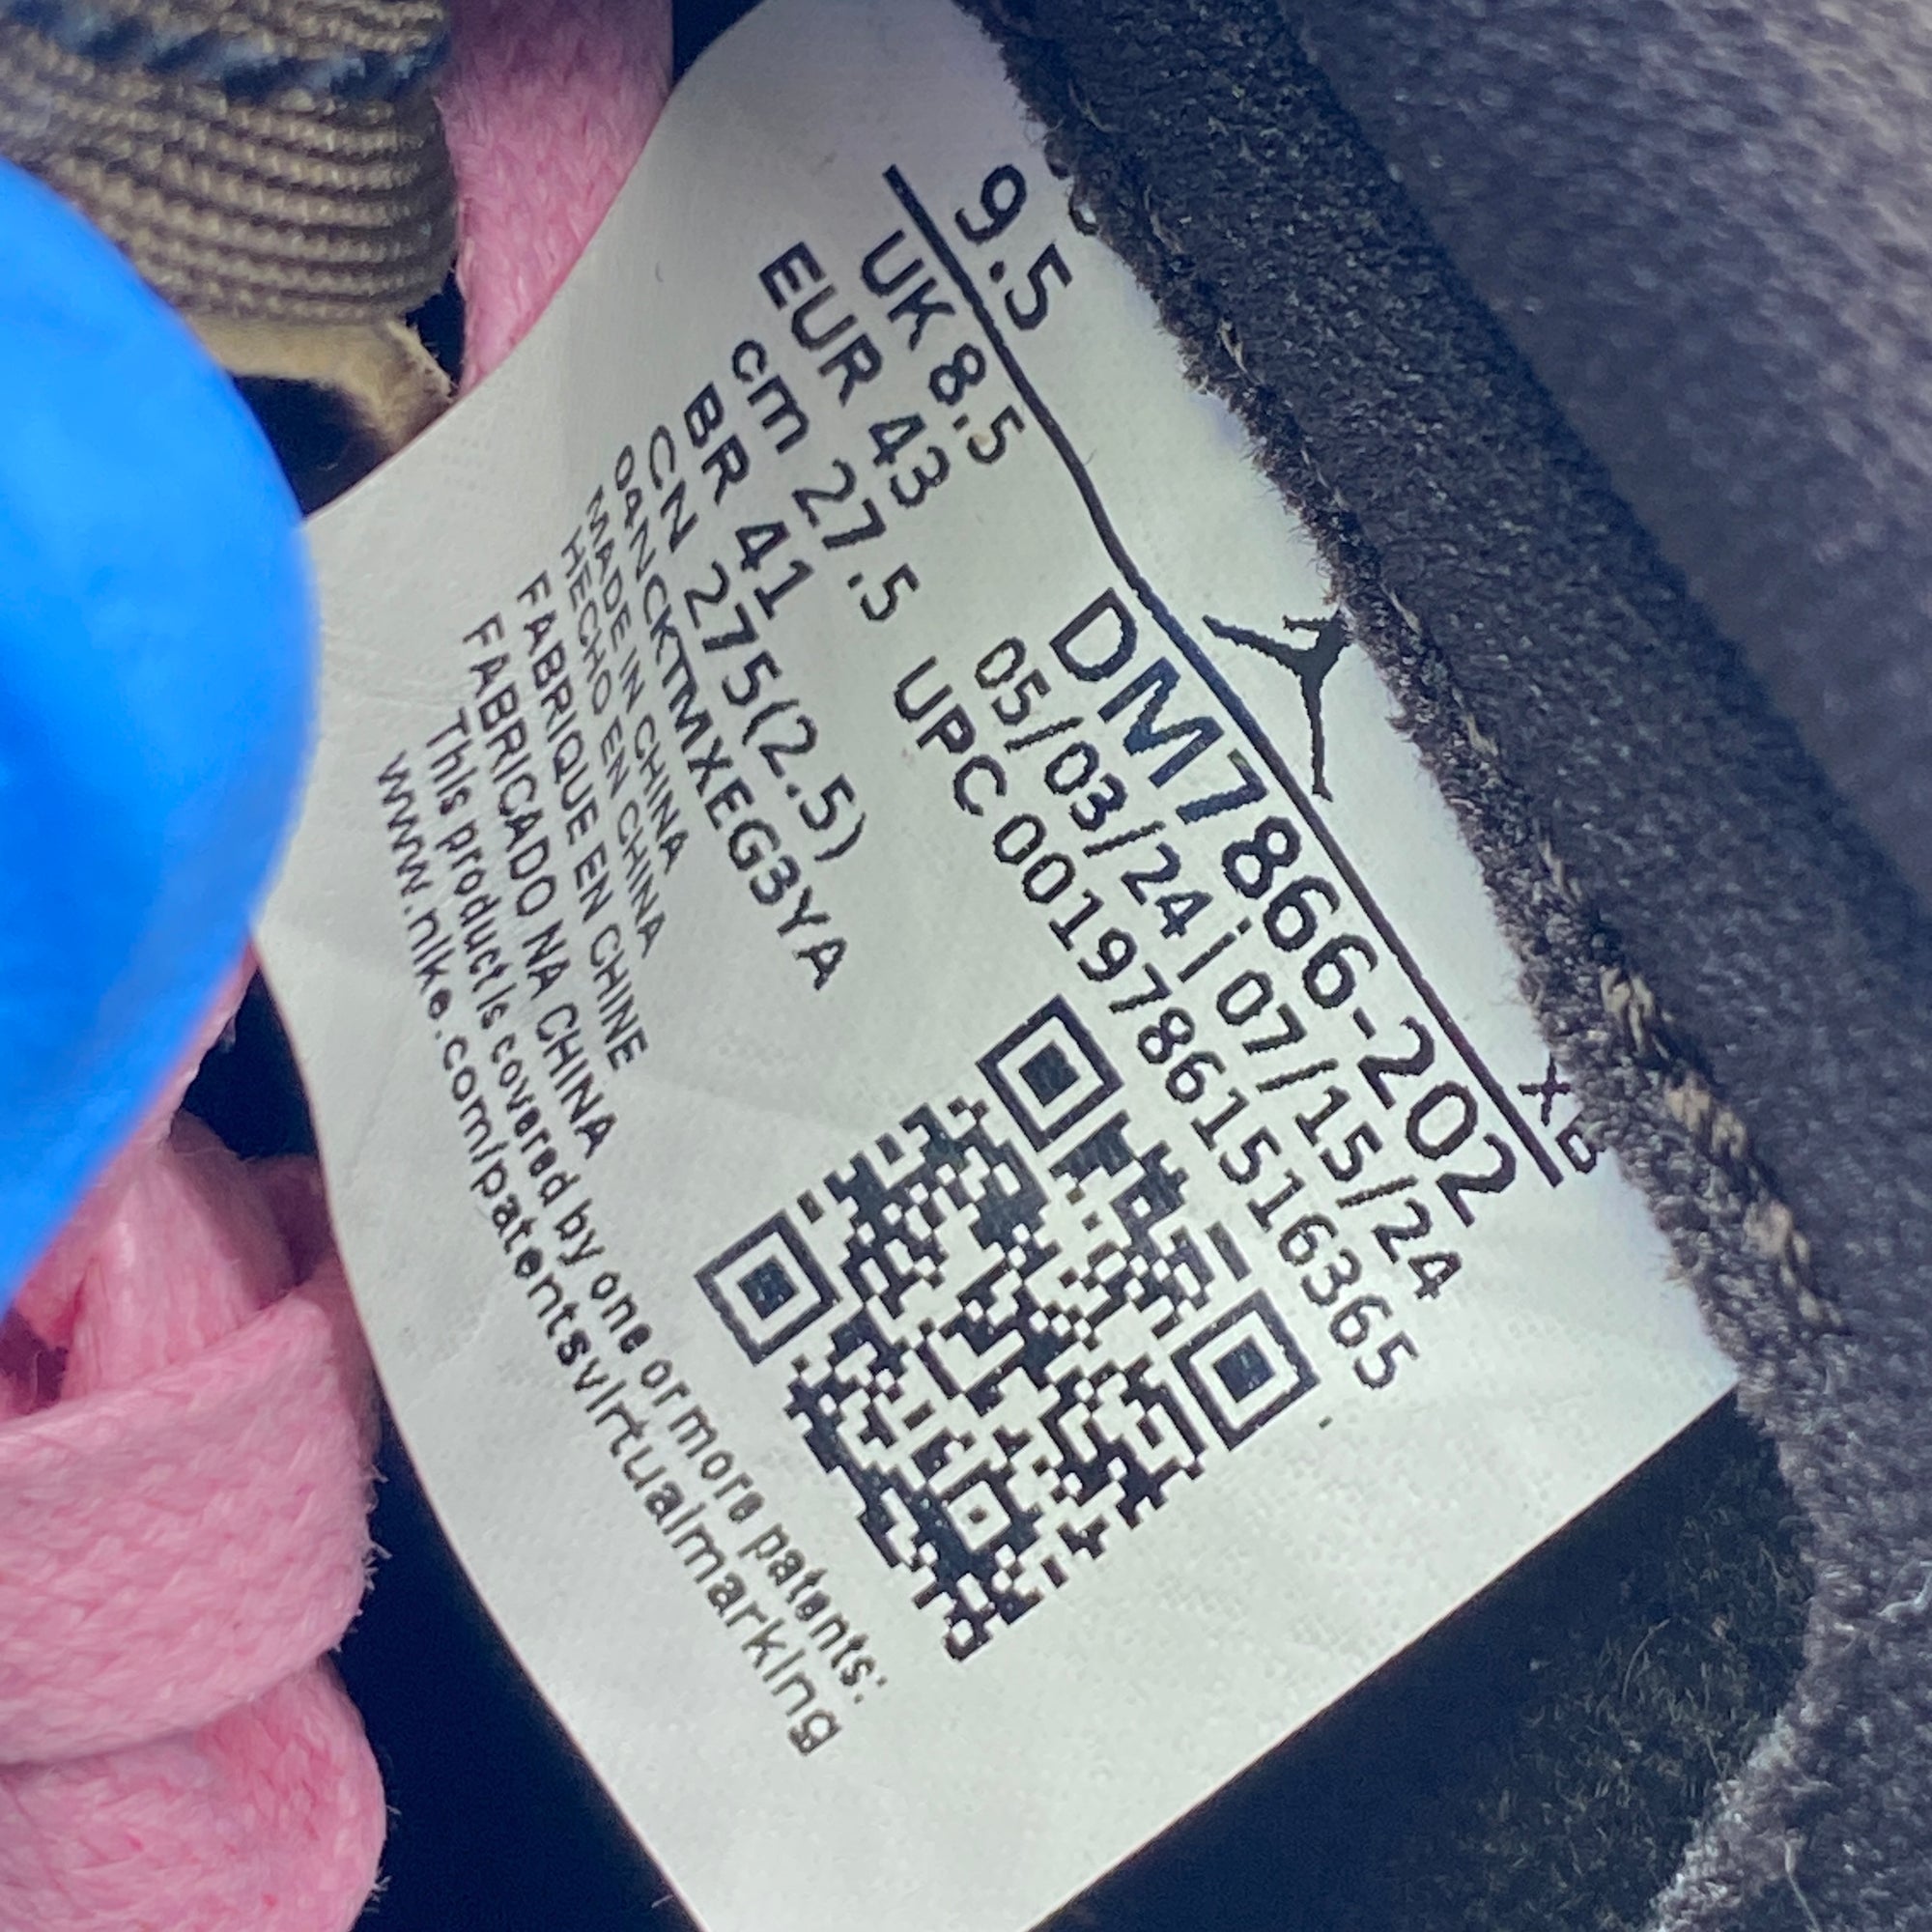 9.5
XP
UK 8.5
EUR 43
cm 27.5
BR 41
CN 275(2.5)
04NCKTMXEG3YA
MADE IN CHINA
HECHO EN CHINA
FABRIQUE EN CHINE
FABRICADO NA CHINA
This product is covered by one or more patents:
www.nike.com/patentsvirtualmarking
DM7866-202
05/03/24 | 07/15/24
UPC 00197861516365